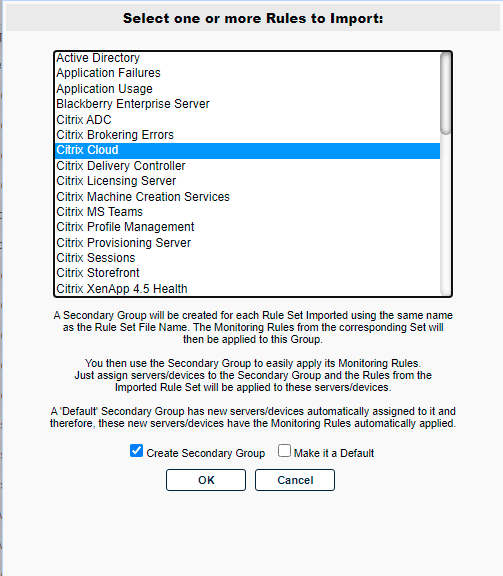 Select one or more Rules to Import:
Active Directory
Application Failures
Application Usage
Blackberry Enterprise Server
Citrix ADC
Citrix Brokering Errors
Citrix Cloud
Citrix Delivery Controller
Citrix Licensing Server
Citrix Machine Creation Services
Citrix MS Teams
Citrix Profile Management
Citrix Provisioning Server
Citrix Sessions
Citrix Storefront
Citrix XenApp 4.5 Health
A Secondary Group will be created for each Rule Set Imported using the same name
as the Rule Set File Name. The Monitoring Rules from the corresponding Set will
then be applied to this Group.
You then use the Secondary Group to easily apply its Monitoring Rules.
Just assign servers/devices to the Secondary Group and the Rules from the
Imported Rule Set will be applied to these servers/devices.
A 'Default' Secondary Group has new servers/devices automatically assigned to it and
therefore, these new servers/devices have the Monitoring Rules automatically applied.
Create Secondary Group Make it a Default
OK Cancel